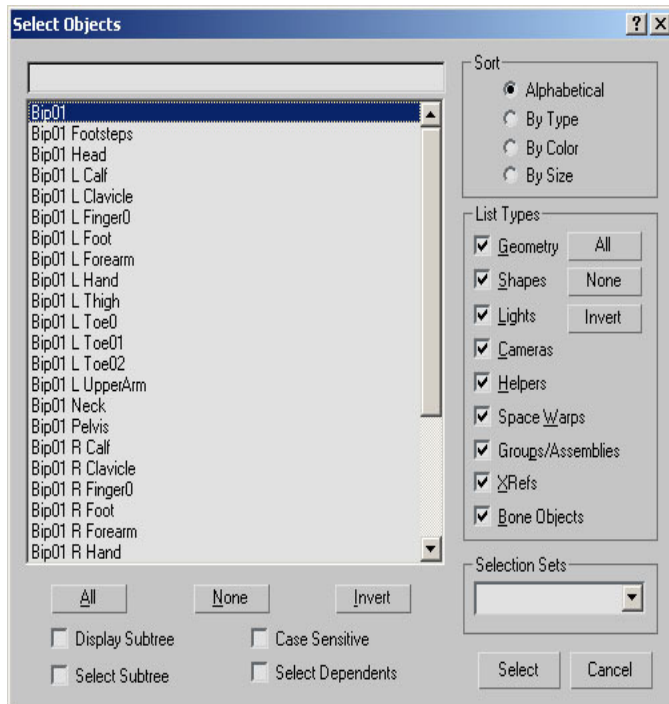 Select Objects
Bip01
Bip01 Footsteps
Bip01 Head
Bip01 L Calf
Bip01 L Clavicle
Bip01 L Finger0
Bip01 L Foot
Bip01 L Forearm
Bip01 L Hand
Bip01 L Thigh
Bip01 L Toe0
Bip01 L Toe01
Bip01 L Toe02
Bip01 L UpperArm
Bip01 Neck
Bip01 Pelvis
Bip01 R Calf
Bip01 R Clavicle
Bip01 R Finger0
Bip01 R Foot
Bip01 R Forearm
Bip01 R Hand
All None Invert
Display Subtree Case Sensitive
Select Subtree Select Dependents
Sort
Alphabetical
By Type
By Color
By Size
List Types
Geometry All
Shapes None
Lights Invert
Cameras
Helpers
Space Warps
Groups/Assemblies
XRefs
Bone Objects
Selection Sets
Select Cancel